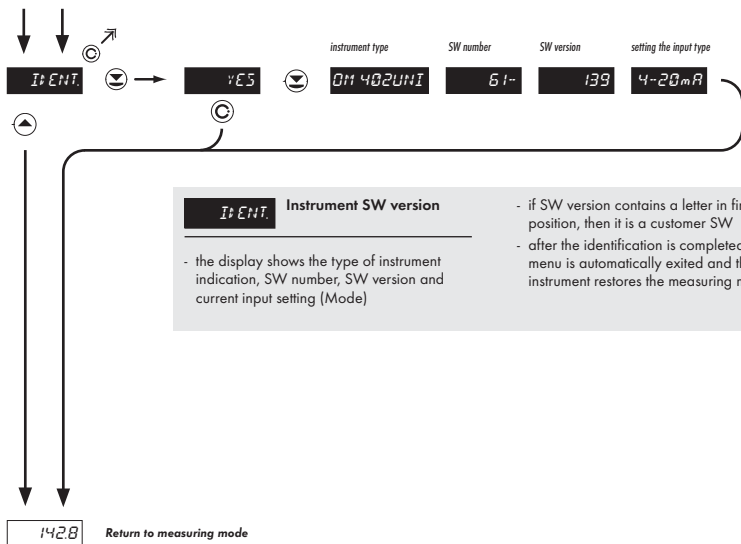 instrument type SW number SW version setting the input type
IDENT. YES OM 402UNI 61- 139 4-20mA
IDENT. Instrument SW version
- the display shows the type of instrument
indication, SW number, SW version and
current input setting (Mode)
- if SW version contains a letter in
position, then it is a customer SW
- after the identification is completed
menu is automatically exited and
instrument restores the measuring
142.8 Return to measuring mode